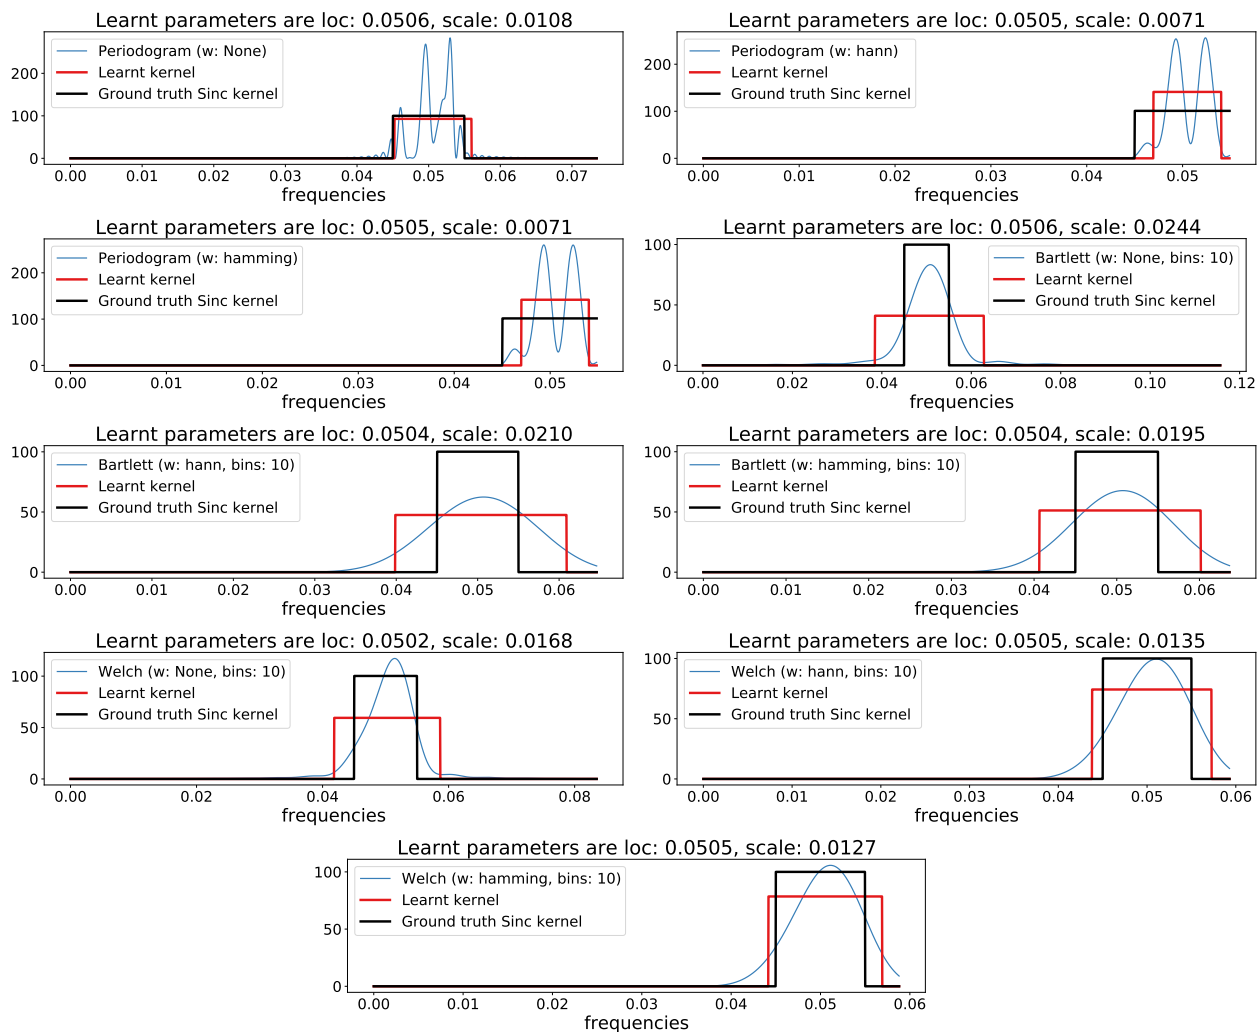 Learnt parameters are loc: 0.0506, scale: 0.0108
Periodogram (w: None)
Learnt kernel
Ground truth Sinc kernel
200
100
0
0.00 0.01 0.02 0.03 0.04 0.05 0.06 0.07
frequencies
Learnt parameters are loc: 0.0505, scale: 0.0071
Periodogram (w: hann)
Learnt kernel
Ground truth Sinc kernel
200
100
0
0.00 0.01 0.02 0.03 0.04 0.05
frequencies
Learnt parameters are loc: 0.0505, scale: 0.0071
Periodogram (w: hamming)
Learnt kernel
Ground truth Sinc kernel
200
100
0
0.00 0.01 0.02 0.03 0.04 0.05
frequencies
Learnt parameters are loc: 0.0506, scale: 0.0244
Bartlett (w: None, bins: 10)
Learnt kernel
Ground truth Sinc kernel
100
50
0
0.00 0.02 0.04 0.06 0.08 0.10 0.12
frequencies
Learnt parameters are loc: 0.0504, scale: 0.0210
Bartlett (w: hann, bins: 10)
Learnt kernel
Ground truth Sinc kernel
100
50
0
0.00 0.01 0.02 0.03 0.04 0.05 0.06
frequencies
Learnt parameters are loc: 0.0504, scale: 0.0195
Bartlett (w: hamming, bins: 10)
Learnt kernel
Ground truth Sinc kernel
100
50
0
0.00 0.01 0.02 0.03 0.04 0.05 0.06
frequencies
Learnt parameters are loc: 0.0502, scale: 0.0168
Welch (w: None, bins: 10)
Learnt kernel
Ground truth Sinc kernel
100
50
0
0.00 0.02 0.04 0.06 0.08
frequencies
Learnt parameters are loc: 0.0505, scale: 0.0135
Welch (w: hann, bins: 10)
Learnt kernel
Ground truth Sinc kernel
100
50
0
0.00 0.01 0.02 0.03 0.04 0.05 0.06
frequencies
Learnt parameters are loc: 0.0505, scale: 0.0127
Welch (w: hamming, bins: 10)
Learnt kernel
Ground truth Sinc kernel
100
50
0
0.00 0.01 0.02 0.03 0.04 0.05 0.06
frequencies